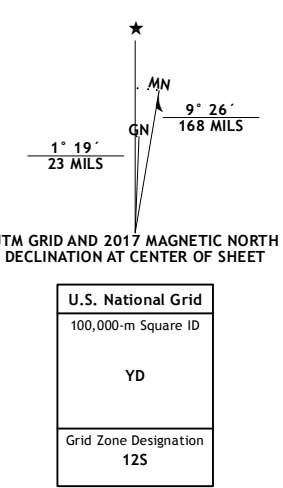 ★
MN
GN
9° 26´
168 MILS
1° 19´
23 MILS
UTM GRID AND 2017 MAGNETIC NORTH
DECLINATION AT CENTER OF SHEET
U.S. National Grid
100,000-m Square ID
YD
Grid Zone Designation
12S